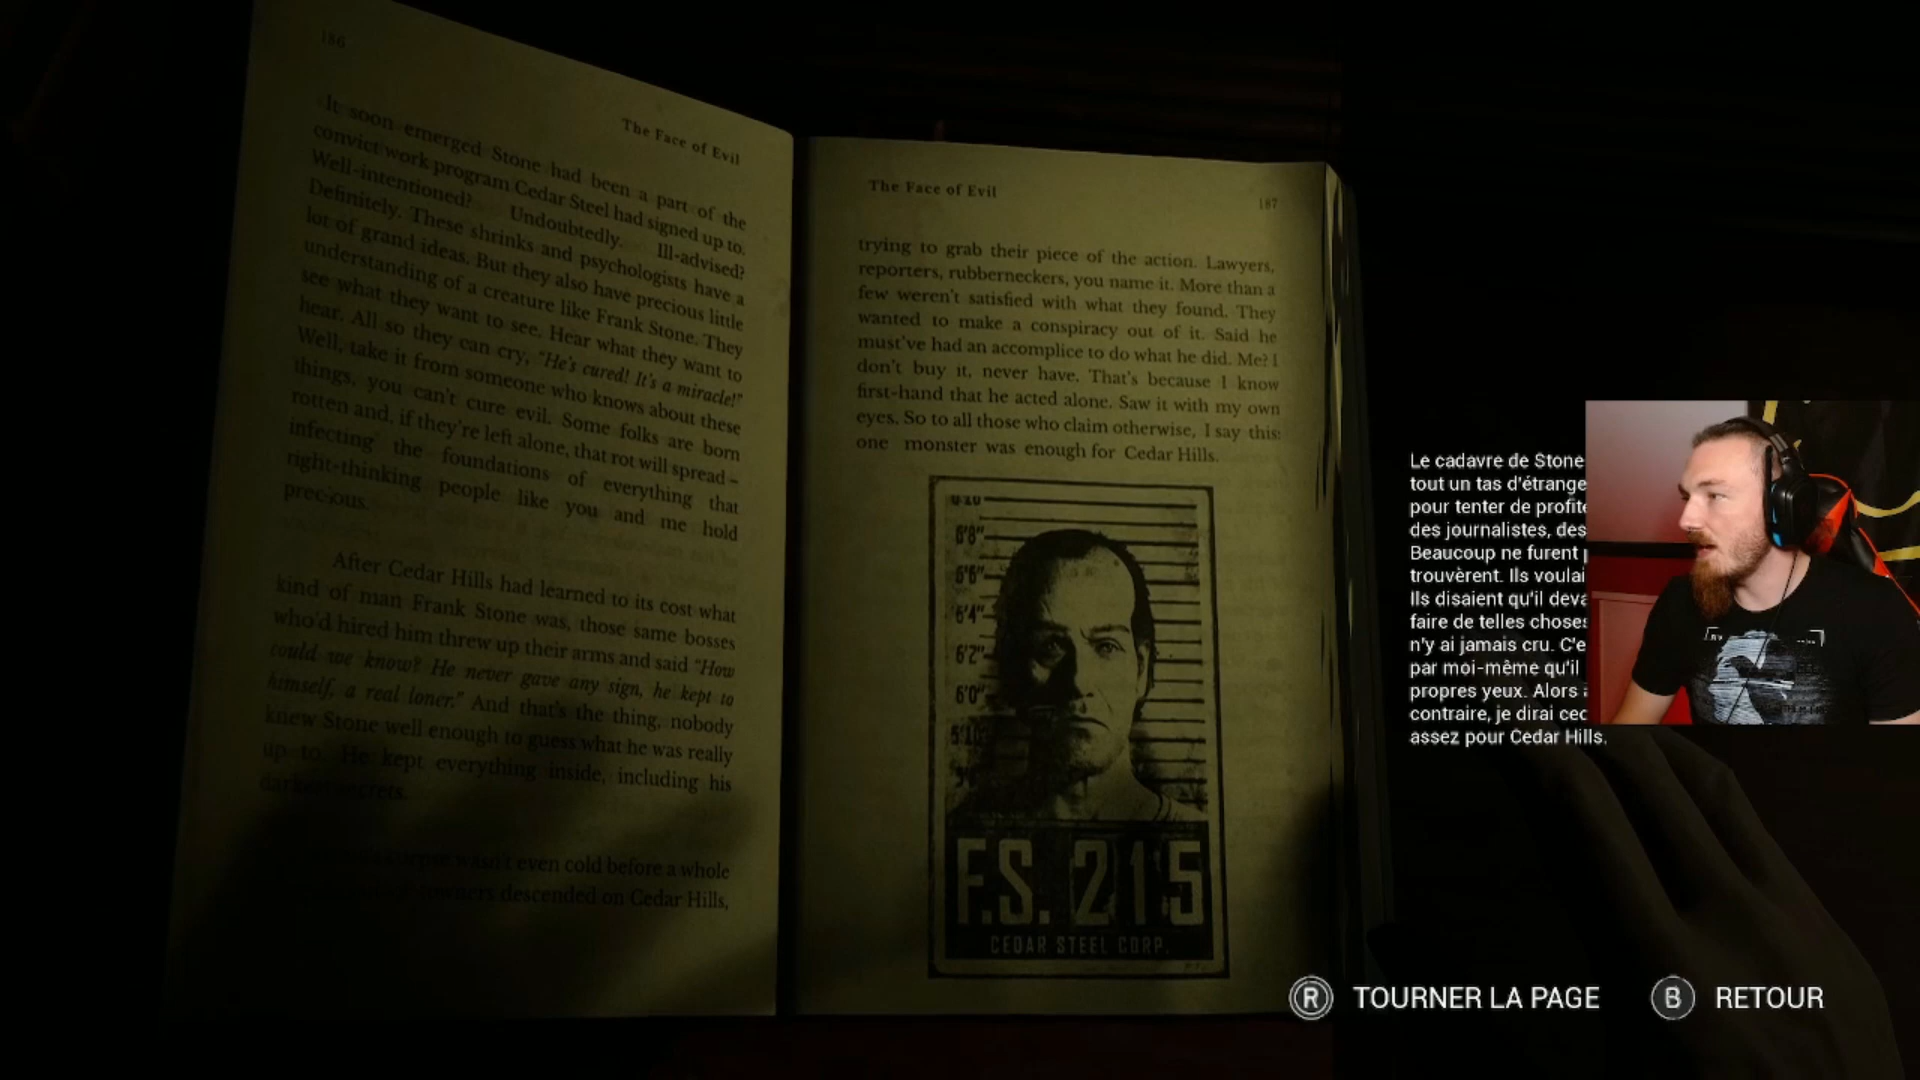 186
The Face of Evil
It soon emerged Stone had been a part of the
convict work program Cedar Steel had signed up to.
Well-intentioned? Undoubtedly. Ill-advised?
Definitely. These shrinks and psychologists have a
lot of grand ideas. But they also have precious little
understanding of a creature like Frank Stone. They
see what they want to see. Hear what they want to
hear. All so they can cry, "He's cured! It's a miracle!"
Well, take it from someone who knows about these
things, you can't cure evil. Some folks are born
rotten and, if they're left alone, that rot will spread –
infecting the foundations of everything that
right-thinking people like you and me hold
precious.
After Cedar Hills had learned to its cost what
kind of man Frank Stone was, those same bosses
who'd hired him threw up their arms and said "How
could we know? He never gave any sign, he kept to
himself, a real loner." And that's the thing, nobody
knew Stone well enough to guess what he was really
up to. He kept everything inside, including his
darkest secrets.
corpse wasn't even cold before a whole
descended on Cedar Hills,
The Face of Evil
187
trying to grab their piece of the action. Lawyers,
reporters, rubberneckers, you name it. More than a
few weren't satisfied with what they found. They
wanted to make a conspiracy out of it. Said he
must've had an accomplice to do what he did. Me? I
don't buy it, never have. That's because I know
first-hand that he acted alone. Saw it with my own
eyes. So to all those who claim otherwise, I say this:
one monster was enough for Cedar Hills.
6'10
6'8"
6'6"
6'4"
6'2"
6'0"
5'10
F.S. 215
CEDAR STEEL CORP.
Le cadavre de Stone
tout un tas d'étrange
pour tenter de profite
des journalistes, des
Beaucoup ne furent
trouvèrent. Ils voulai
Ils disaient qu'il deva
faire de telles choses
n'y ai jamais cru. C'e
par moi-même qu'il
propres yeux. Alors
contraire, je dirai cec
assez pour Cedar Hills.
R TOURNER LA PAGE
B RETOUR